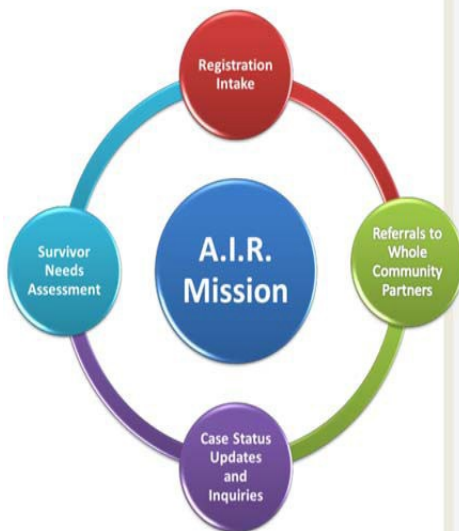 Registration
Intake
A.I.R.
Mission
Survivor
Needs
Assessment
Referrals to
Whole
Community
Partners
Case Status
Updates
and
Inquiries